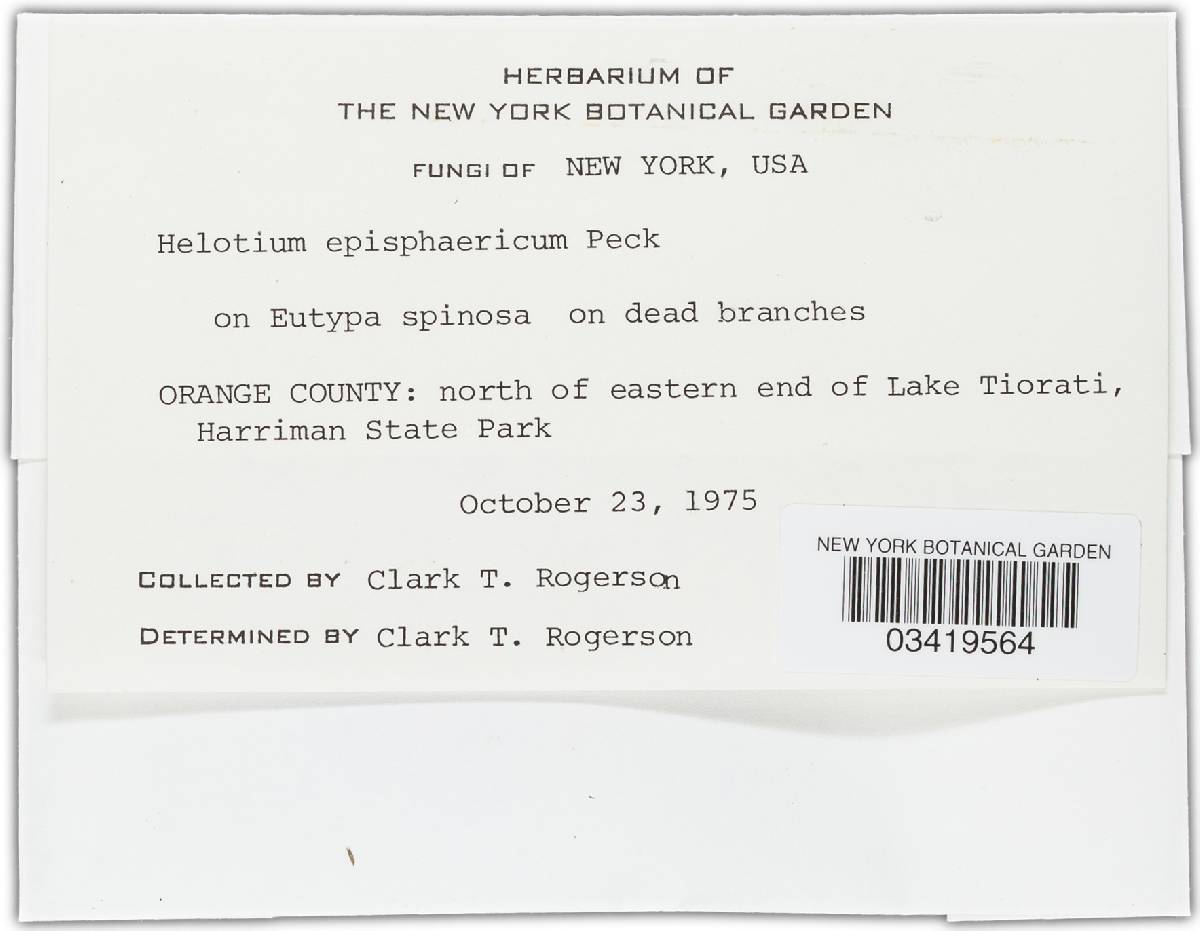 HERBARIUM OF
THE NEW YORK BOTANICAL GARDEN
FUNGI OF NEW YORK, USA
Helotium episphaericum Peck
on Eutypa spinosa on dead branches
ORANGE COUNTY: north of eastern end of Lake Tiorati,
Harriman State Park
October 23, 1975
COLLECTED BY Clark T. Rogerson
DETERMINED BY Clark T. Rogerson
NEW YORK BOTANICAL GARDEN
03419564